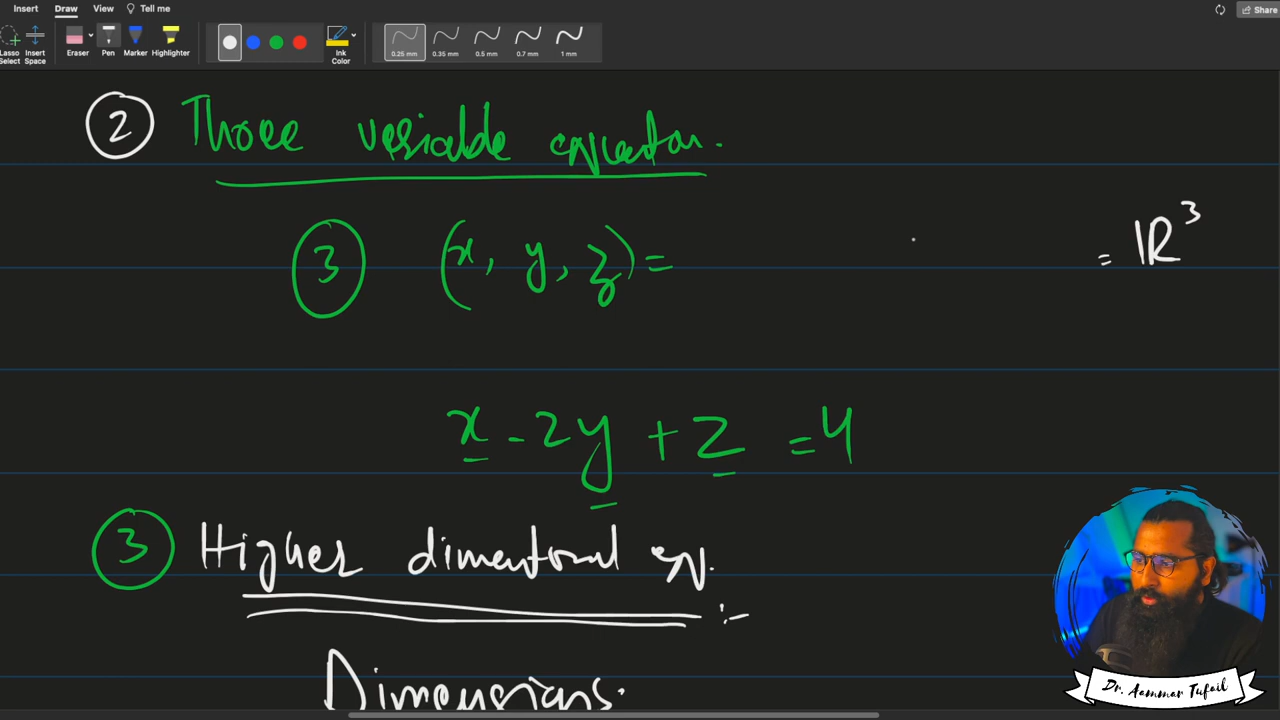 Insert Draw View Tell me Share
Lasso Select Insert Space Eraser Pen Marker Highlighter Ink Color 0.25 mm 0.35 mm 0.5 mm 0.7 mm 1 mm
② Three variable equation.
③ (x, y, z) = = ℝ³
x - 2y + z = 4
③ Higher dimentional eq. :-
Dimensions.
Dr. Aammar Tufail